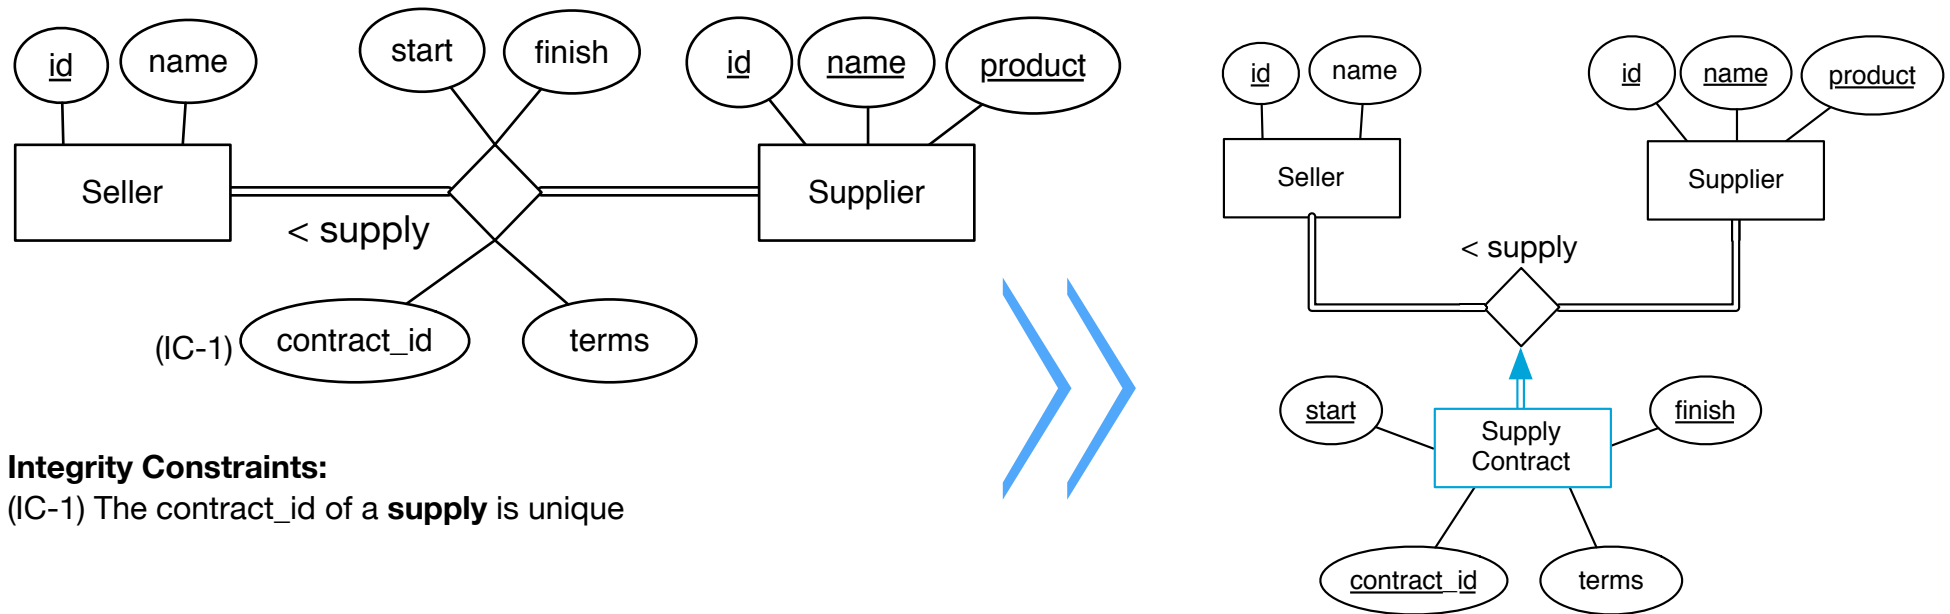 id
name
start
finish
id
name
product
Seller
Supplier
< supply
(IC-1)
contract_id
terms
Integrity Constraints:
(IC-1) The contract_id of a supply is unique
id
name
id
name
product
Seller
Supplier
< supply
start
finish
Supply
Contract
contract_id
terms